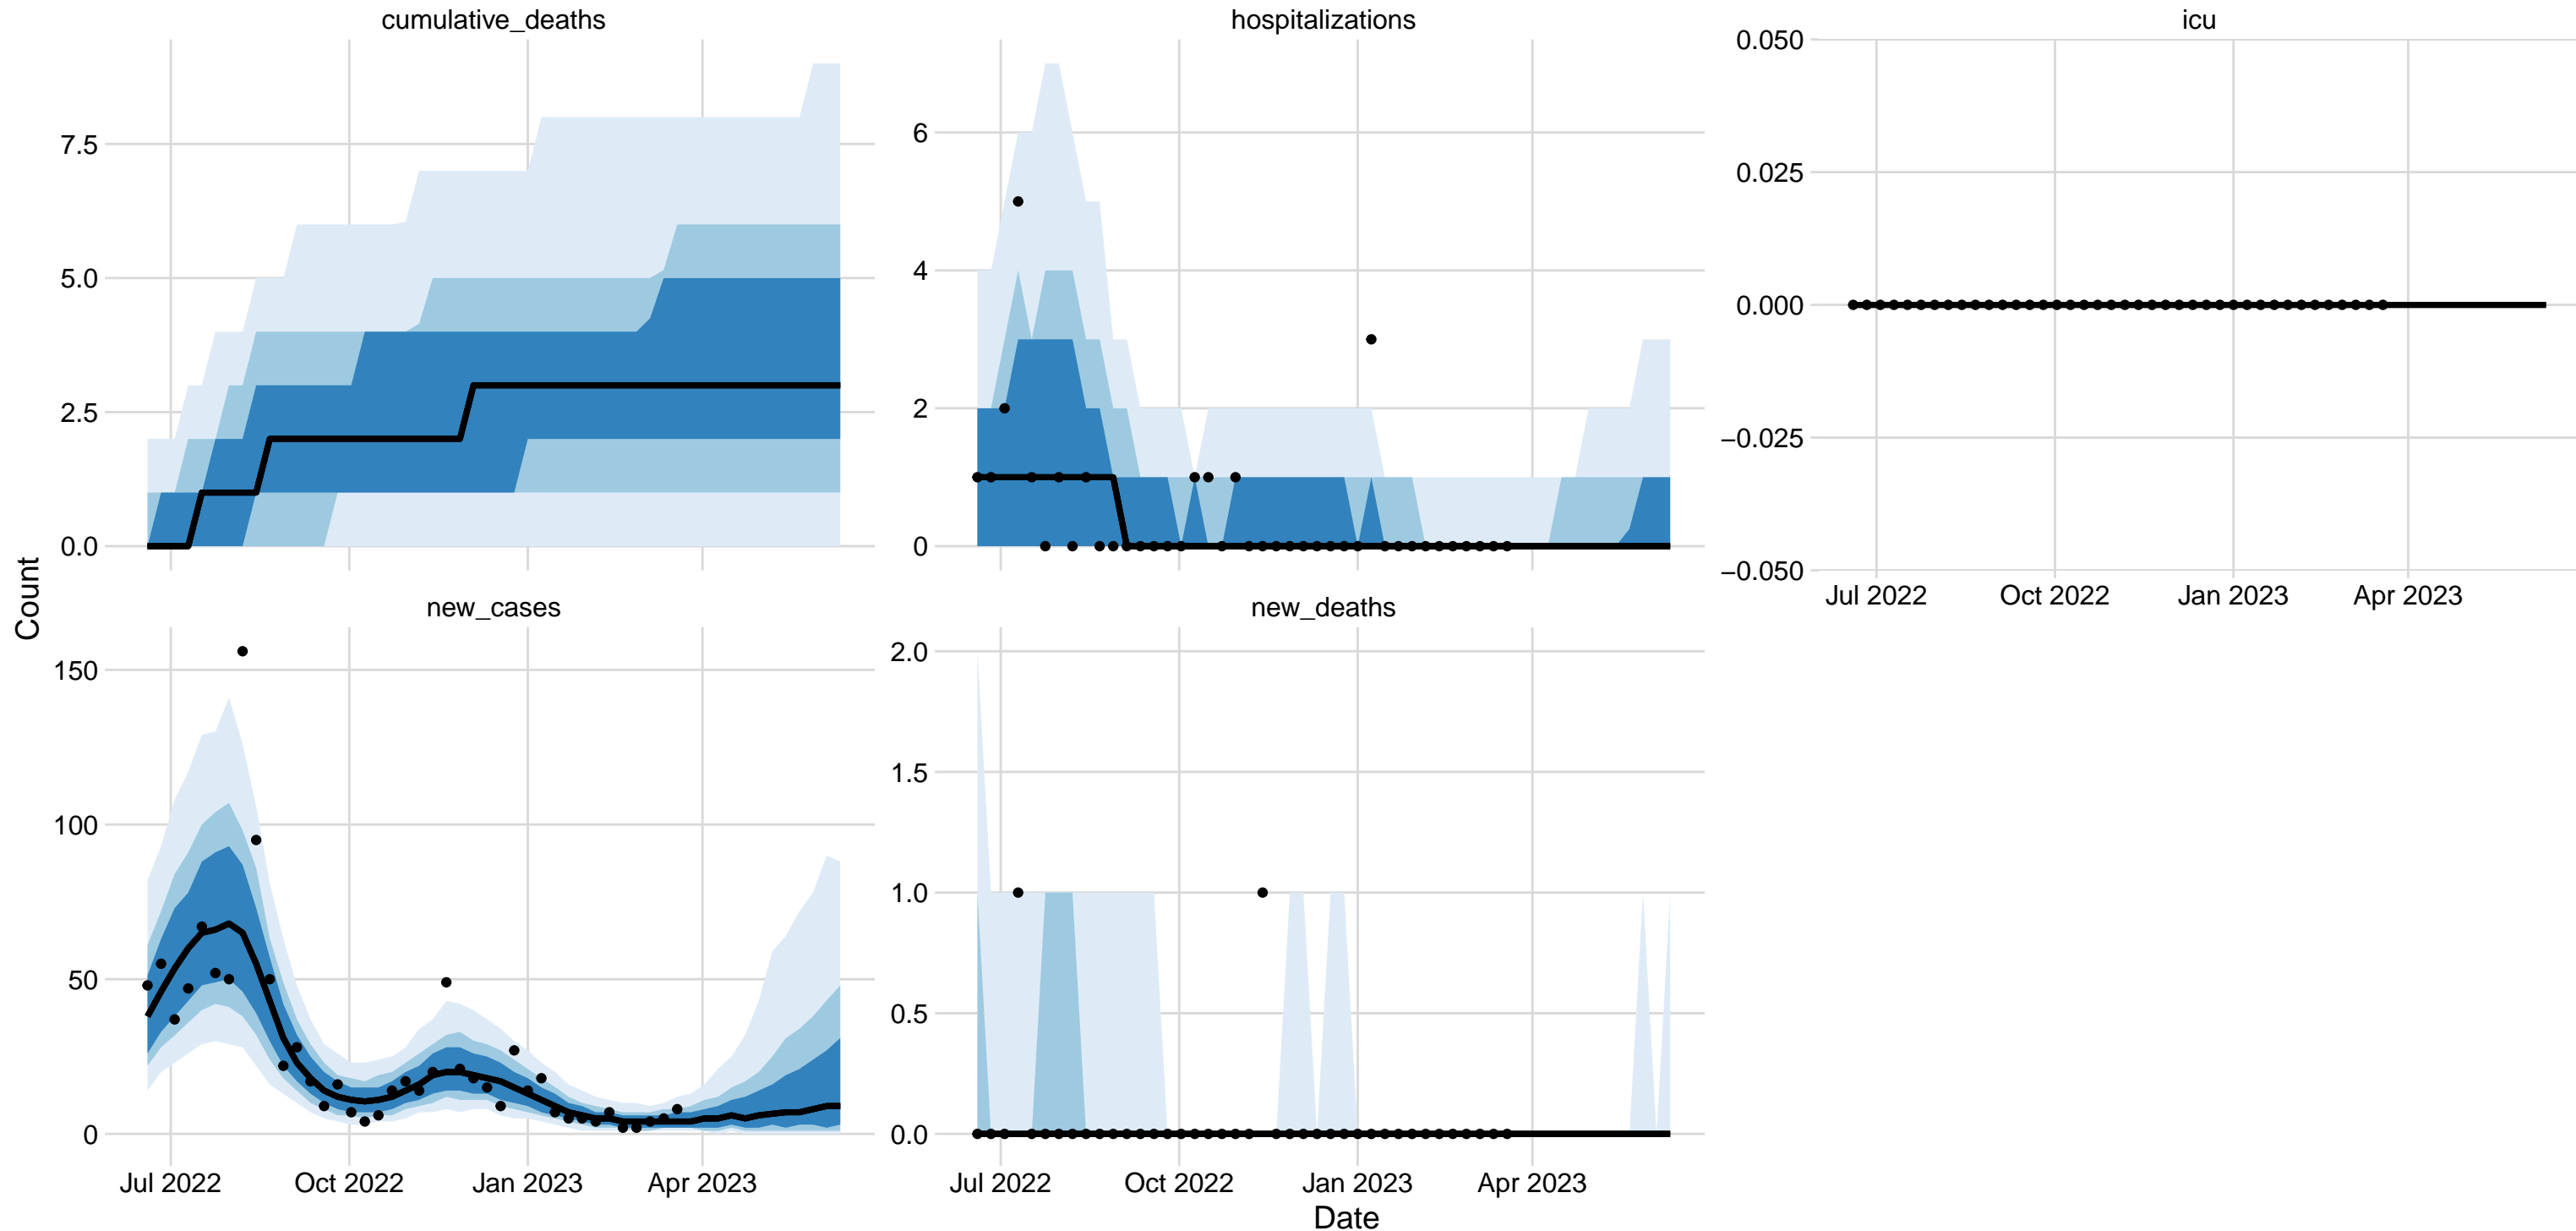 cumulative_deaths
hospitalizations
icu
7.5
5.0
2.5
0.0
6
4
2
0
0.050
0.025
0.000
−0.025
−0.050
Jul 2022 Oct 2022 Jan 2023 Apr 2023
Count
new_cases
new_deaths
150
100
50
0
2.0
1.5
1.0
0.5
0.0
Jul 2022 Oct 2022 Jan 2023 Apr 2023
Jul 2022 Oct 2022 Jan 2023 Apr 2023
Date